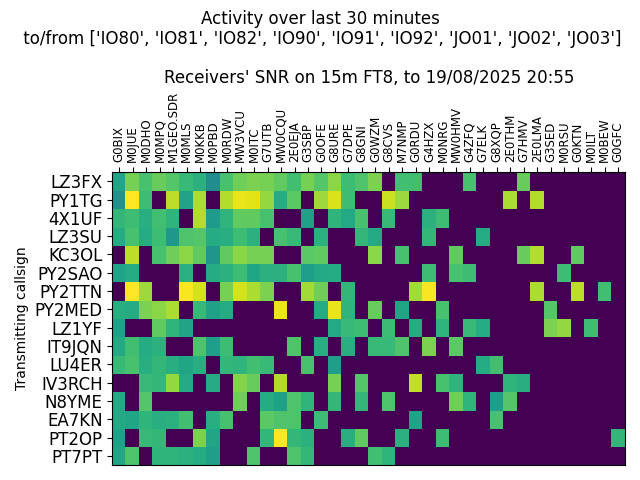 Activity over last 30 minutes
to/from ['IO80', 'IO81', 'IO82', 'IO90', 'IO91', 'IO92', 'JO01', 'JO02', 'JO03']
Receivers' SNR on 15m FT8, to 19/08/2025 20:55
G0BIX
M0JUE
M0DHO
M0MPQ
M1GEO.SDR
M0MLS
M0KKB
M0PBD
M0RDW
MW3VCU
M0ITC
G7UTB
MW0CQU
2E0EJA
G3SBP
G0OFE
G8URE
G7DPE
G8GNI
G0WZM
G8CVS
M7NMP
G0RDU
G4HZX
M0NRG
MW0HMV
G4ZFQ
G7ELK
G8XQP
2E0THM
G7HMV
2E0LMA
G3SED
M0RSU
G0KTN
M0ILT
M0BEW
G0GFC
Transmitting callsign
LZ3FX
PY1TG
4X1UF
LZ3SU
KC3OL
PY2SAO
PY2TTN
PY2MED
LZ1YF
IT9JQN
LU4ER
IV3RCH
N8YME
EA7KN
PT2OP
PT7PT